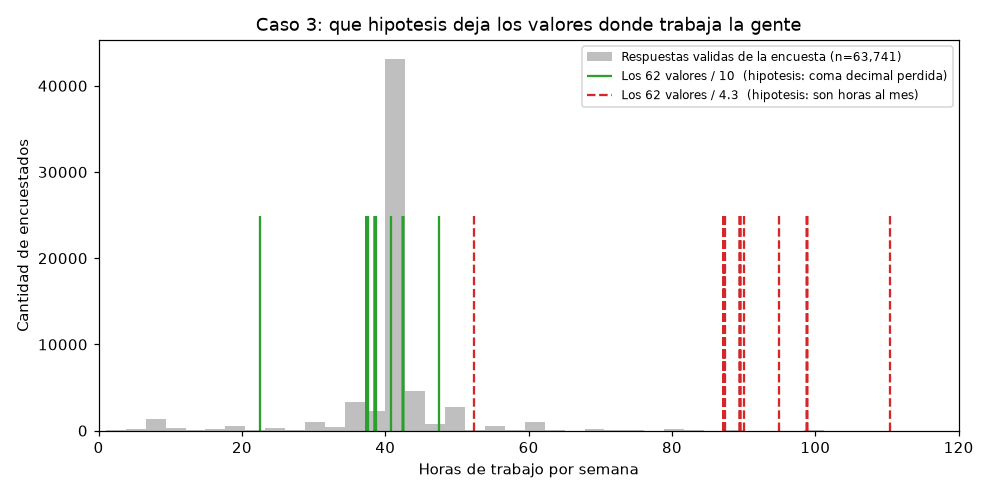 Caso 3: que hipotesis deja los valores donde trabaja la gente
Respuestas validas de la encuesta (n=63,741)
Los 62 valores / 10  (hipotesis: coma decimal perdida)
Los 62 valores / 4.3  (hipotesis: son horas al mes)
Cantidad de encuestados
40000
30000
20000
10000
0
0 20 40 60 80 100 120
Horas de trabajo por semana